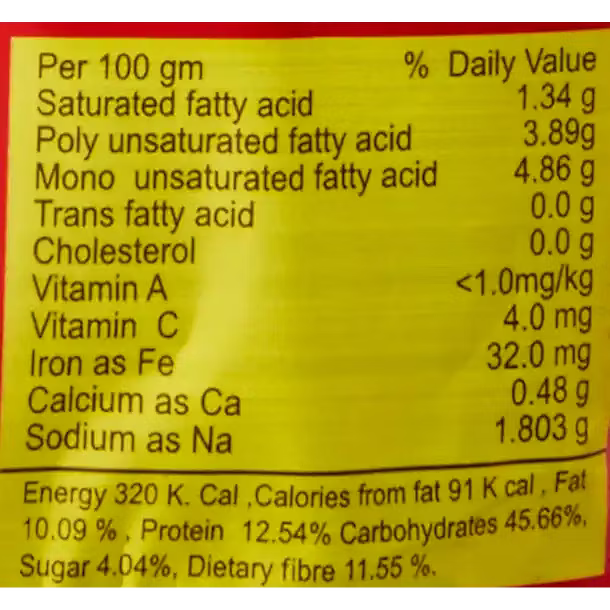 Per 100 gm % Daily Value
Saturated fatty acid 1.34 g
Poly unsaturated fatty acid 3.89g
Mono unsaturated fatty acid 4.86 g
Trans fatty acid 0.0 g
Cholesterol 0.0 g
Vitamin A <1.0mg/kg
Vitamin C 4.0 mg
Iron as Fe 32.0 mg
Calcium as Ca 0.48 g
Sodium as Na 1.803 g
Energy 320 K. Cal ,Calories from fat 91 K cal , Fat
10.09 % , Protein 12.54% Carbohydrates 45.66%,
Sugar 4.04%, Dietary fibre 11.55 %.